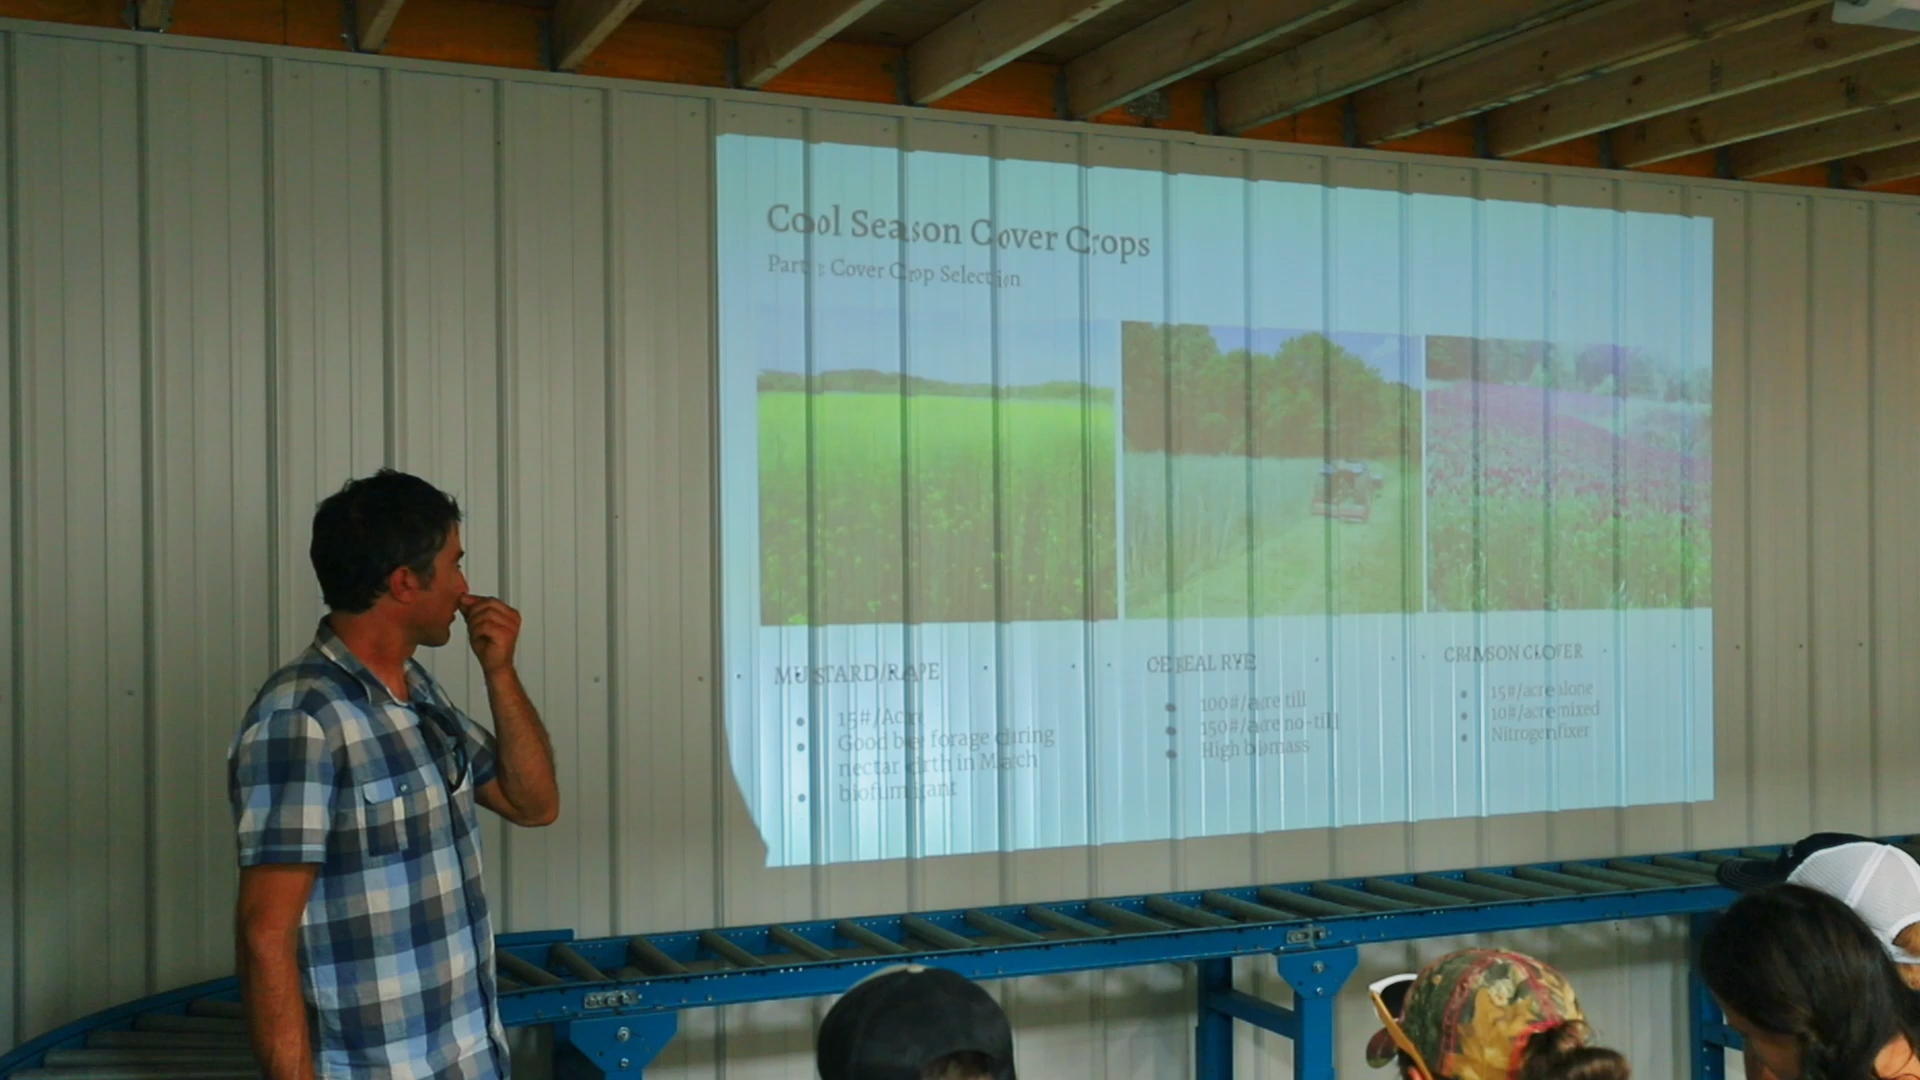 Cool Season Cover Crops
Part : Cover Crop Selection
MUSTARD/RAPE
15#/Acre
Good bee forage during
nectar dirth in March
biofumigant
CEREAL RYE
100#/acre till
150#/acre no-till
High biomass
CRIMSON CLOVER
15#/acre alone
10#/acre mixed
Nitrogen fixer